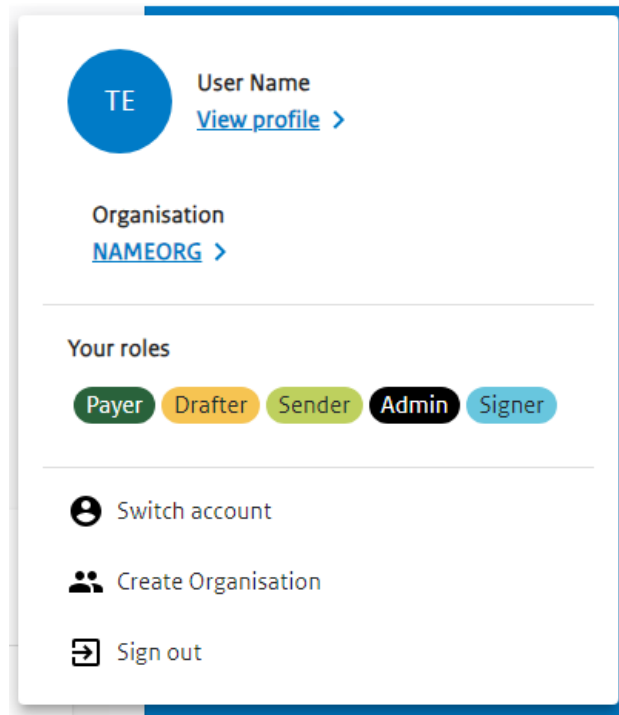 TE
User Name
View profile
Organisation
NAMEORG
Your roles
Payer Drafter Sender Admin Signer
Switch account
Create Organisation
Sign out